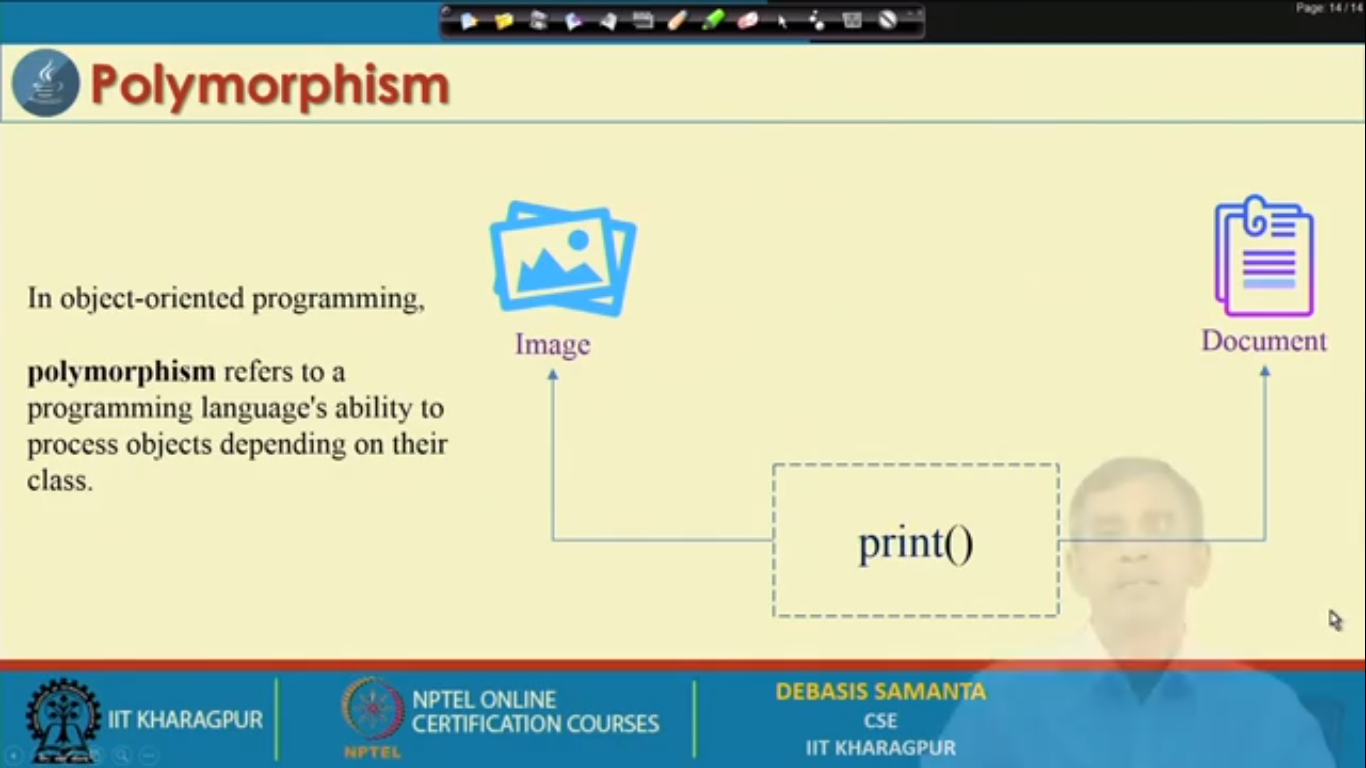 Page: 14 / 14
Polymorphism
In object-oriented programming,
polymorphism refers to a
programming language's ability to
process objects depending on their
class.
Image
Document
print()
IIT KHARAGPUR
NPTEL
NPTEL ONLINE
CERTIFICATION COURSES
DEBASIS SAMANTA
CSE
IIT KHARAGPUR